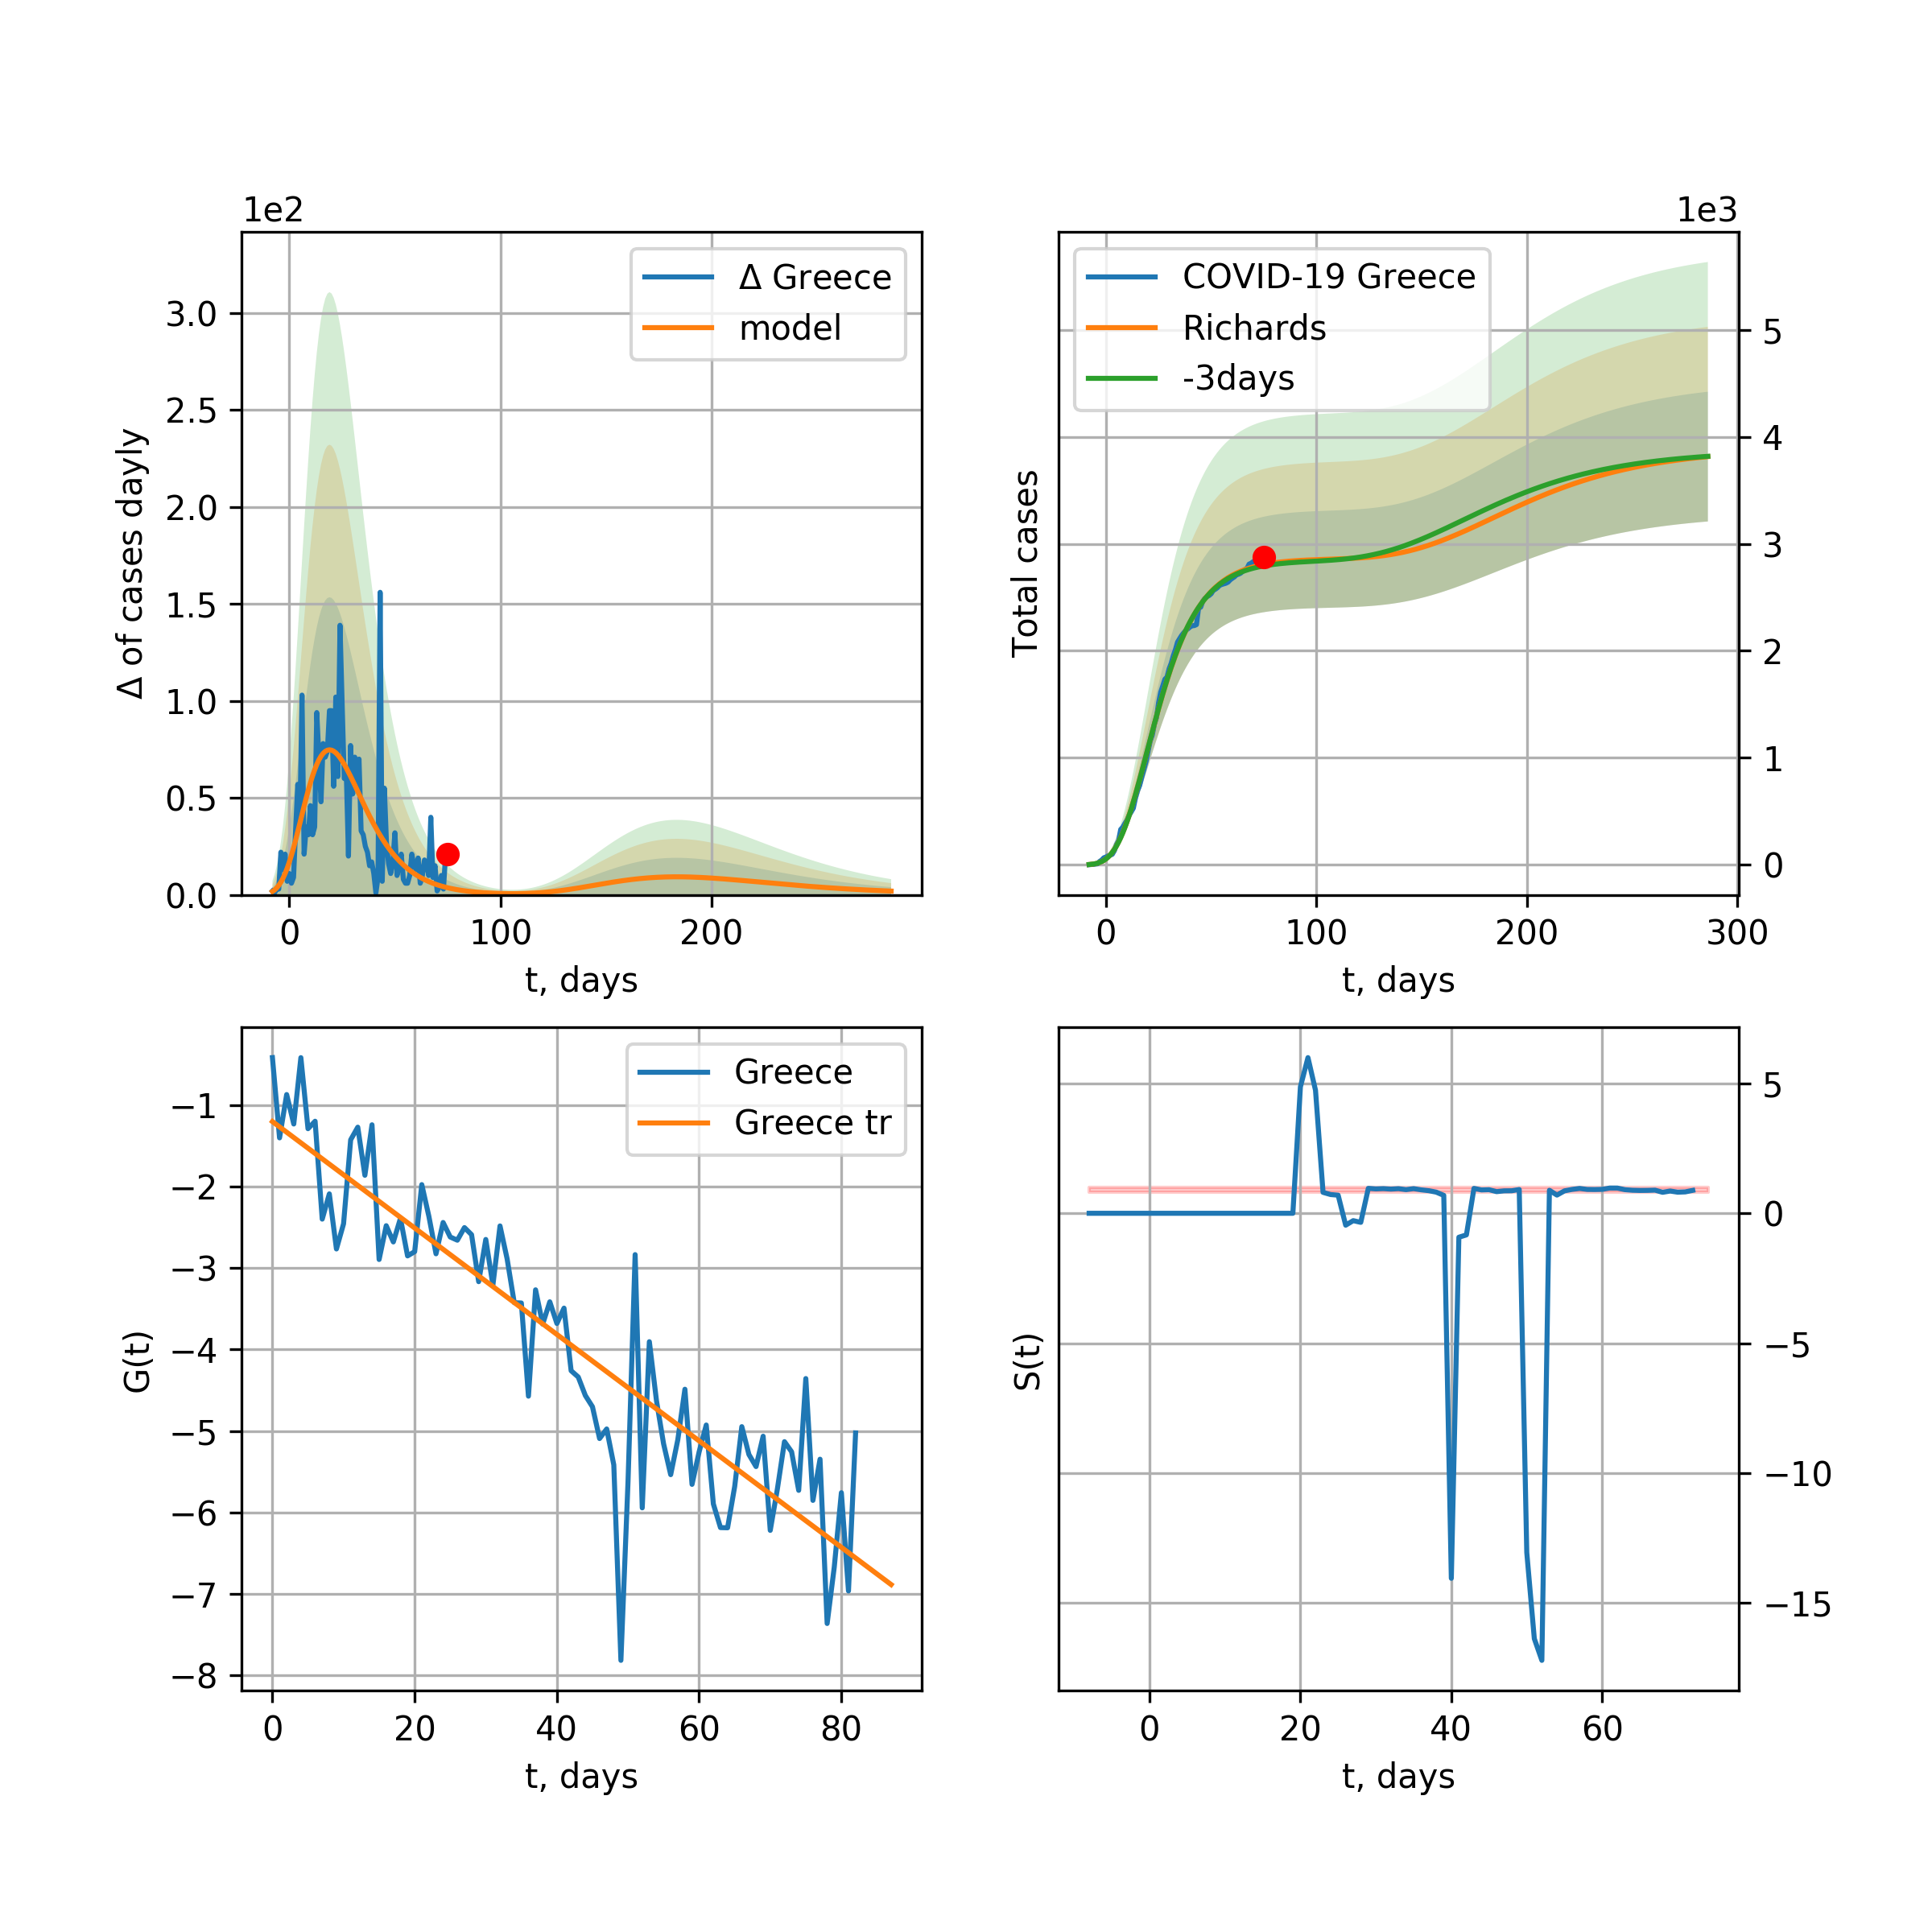 1e2
Δ of cases dayly
3.0
2.5
2.0
1.5
1.0
0.5
0.0
0 100 200
t, days
Δ Greece
model
1e3
Total cases
COVID-19 Greece
Richards
-3days
5
4
3
2
1
0
0 100 200 300
t, days
G(t)
−1
−2
−3
−4
−5
−6
−7
−8
0 20 40 60 80
t, days
Greece
Greece tr
S(t)
5
0
−5
−10
−15
0 20 40 60
t, days